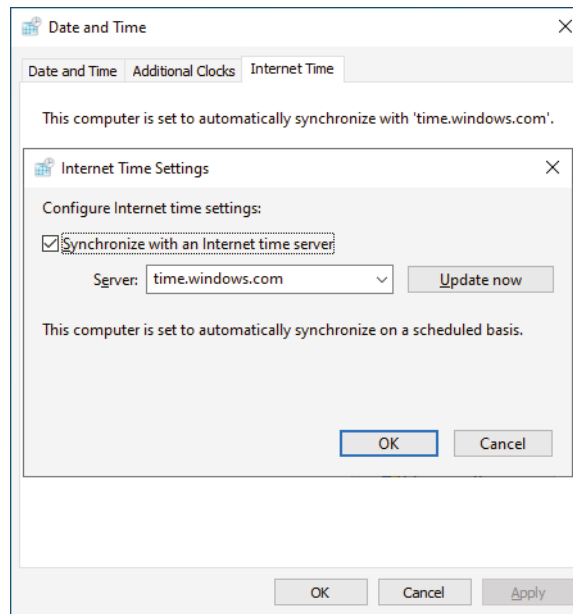 Date and Time
Date and Time Additional Clocks Internet Time
This computer is set to automatically synchronize with 'time.windows.com'.
Internet Time Settings
Configure Internet time settings:
Synchronize with an Internet time server
Server: time.windows.com Update now
This computer is set to automatically synchronize on a scheduled basis.
OK Cancel
OK Cancel Apply